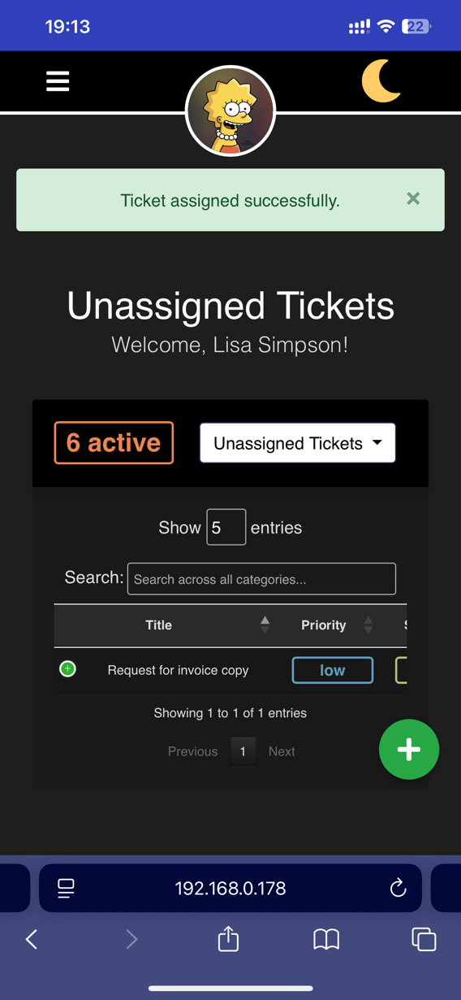 19:13
22
Ticket assigned successfully.
×
Unassigned Tickets
Welcome, Lisa Simpson!
6 active
Unassigned Tickets
Show 5 entries
Search: Search across all categories...
Title Priority
Request for invoice copy low
Showing 1 to 1 of 1 entries
Previous 1 Next
192.168.0.178